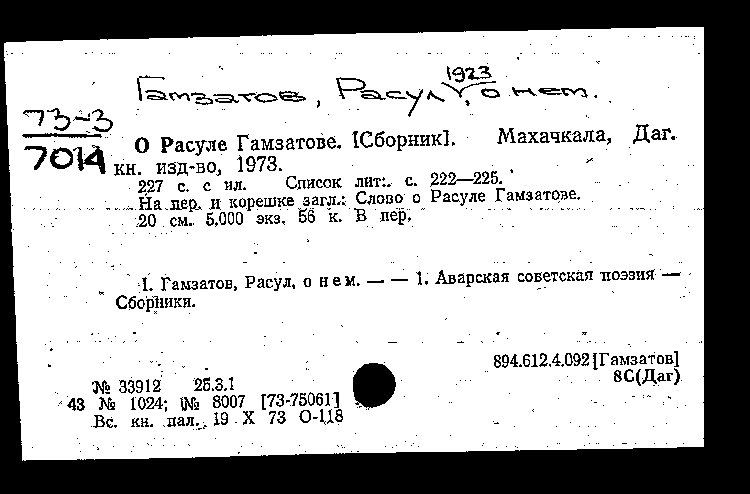 1923
Гамзатов, Расул, о нем.
73-3
7014
О Расуле Гамзатове. [Сборник]. Махачкала, Даг.
кн. изд-во, 1973.
227 с. с ил. Список лит:. с. 222—225.
На пер. и корешке загл.: Слово о Расуле Гамзатове.
20 см. 5.000 экз. 56 к. В пер.
I. Гамзатов, Расул, о нем. — — 1. Аварская советская поэзия —
Сборники.
894.612.4.092 [Гамзатов]
8С(Даг)
№ 33912 25.3.1
43 № 1024; № 8007 [73-75061]
Вс. кн. пал. 19 X 73 О-118